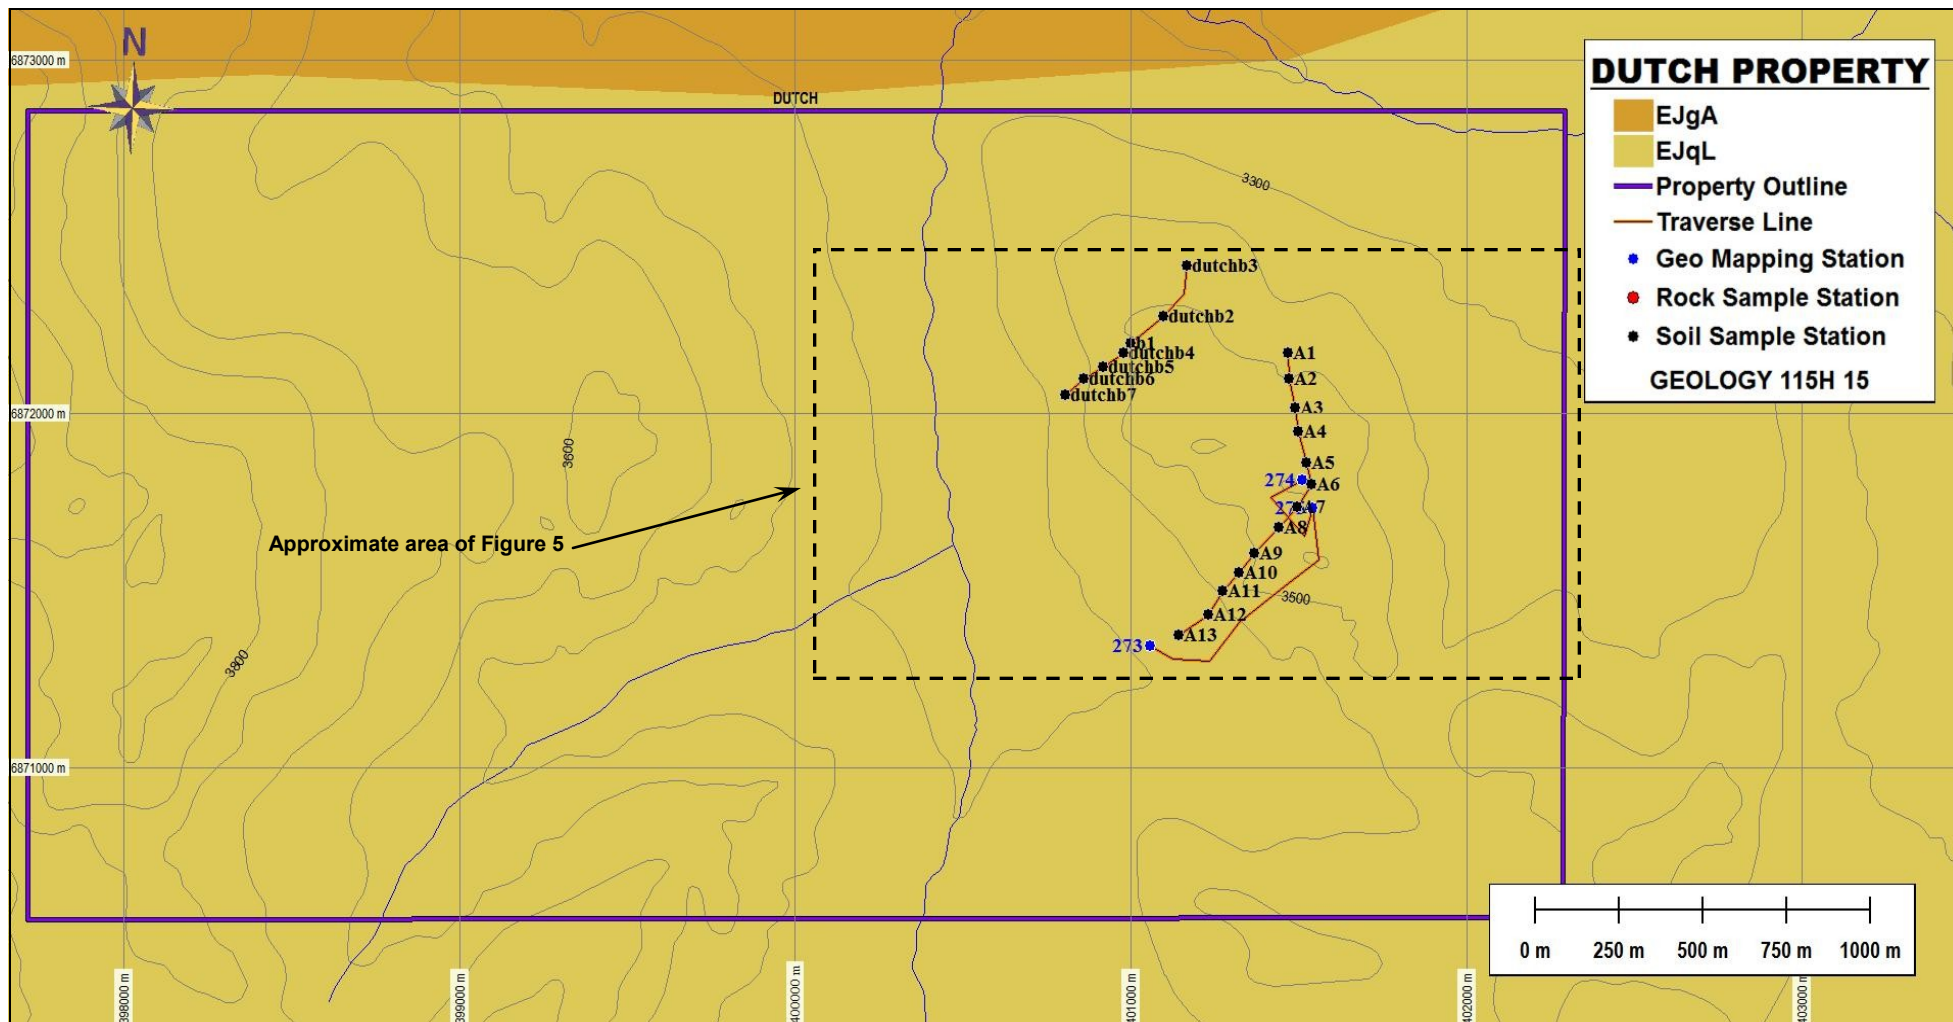 N
6873000 m
DUTCH
DUTCH PROPERTY
EJgA
EJqL
Property Outline
Traverse Line
Geo Mapping Station
Rock Sample Station
Soil Sample Station
GEOLOGY 115H 15
3300
dutchb3
dutchb2
b1
dutchb4
dutchb5
dutchb6
dutchb7
A1
A2
A3
A4
A5
274
A6
A7
A8
A9
A10
A11
A12
A13
273
3500
6872000 m
3600
Approximate area of Figure 5
3800
6871000 m
0 m
250 m
500 m
750 m
1000 m
398000 m
399000 m
400000 m
401000 m
402000 m
403000 m